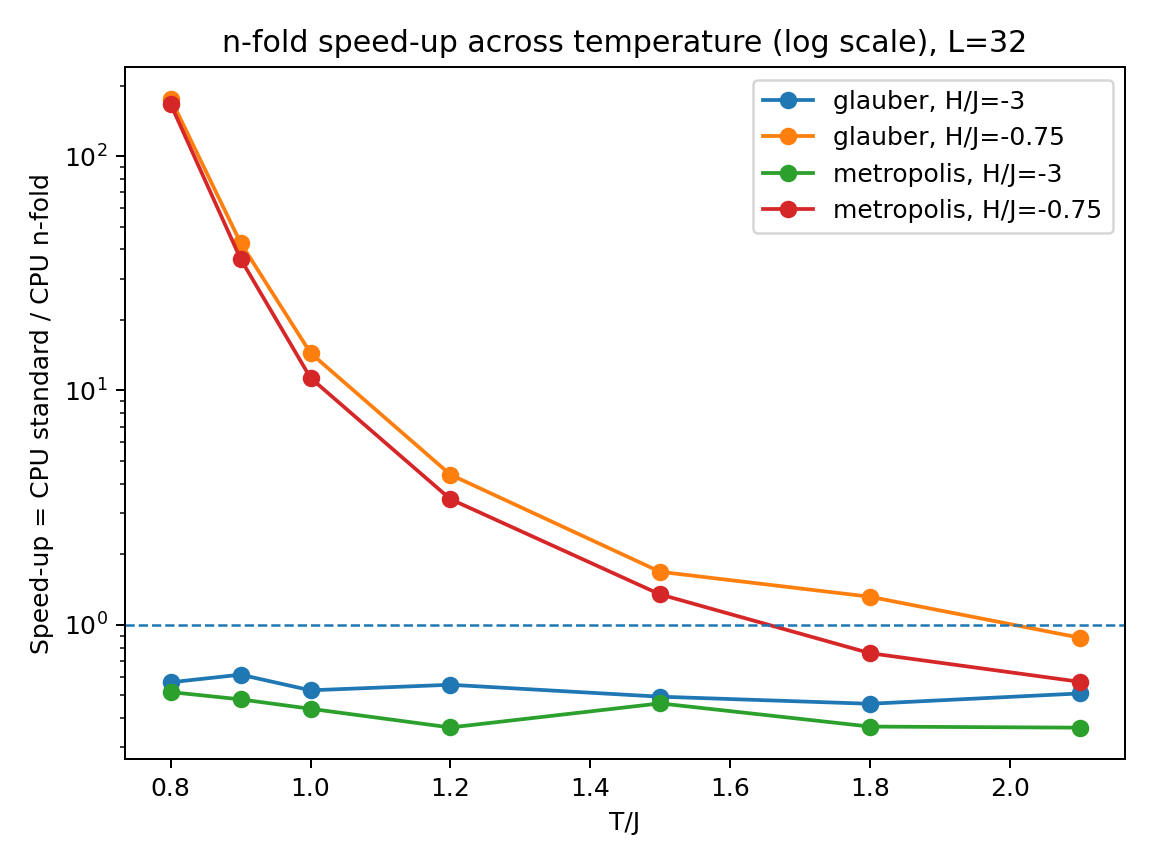 n-fold speed-up across temperature (log scale), L=32
glauber, H/J=-3
glauber, H/J=-0.75
metropolis, H/J=-3
metropolis, H/J=-0.75
Speed-up = CPU standard / CPU n-fold
10²
10¹
10⁰
0.8 1.0 1.2 1.4 1.6 1.8 2.0
T/J